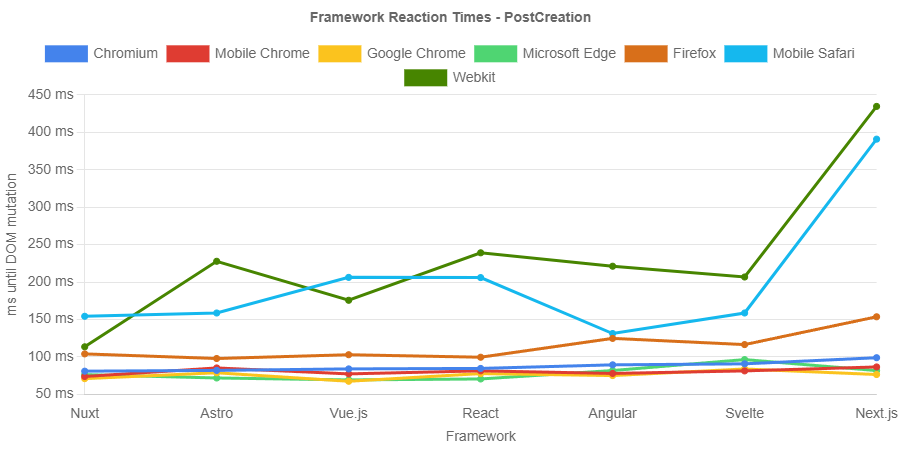 Framework Reaction Times - PostCreation
Chromium Mobile Chrome Google Chrome Microsoft Edge Firefox Mobile Safari
Webkit
450 ms
400 ms
350 ms
300 ms
250 ms
200 ms
150 ms
100 ms
50 ms
ms until DOM mutation
Nuxt Astro Vue.js React Angular Svelte Next.js
Framework